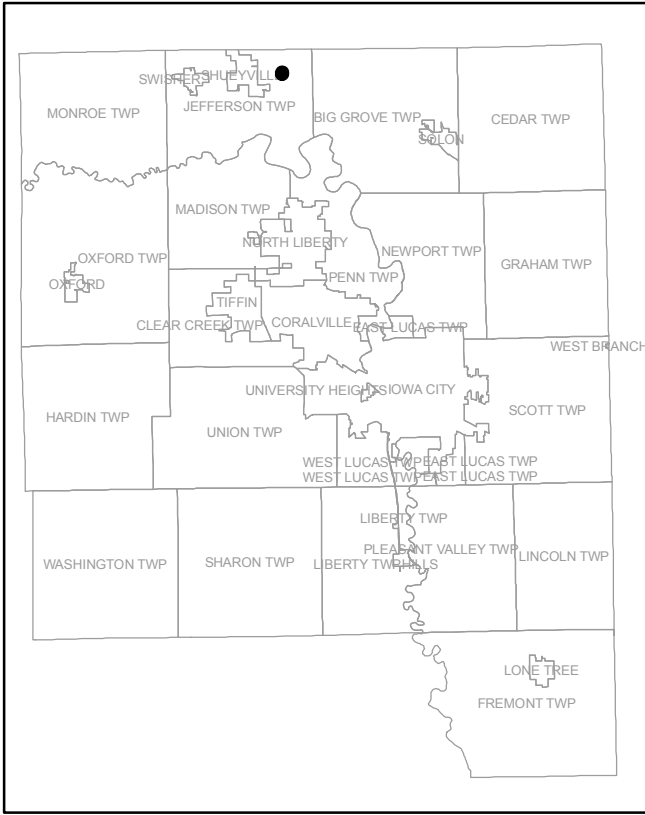 SWISHER
SHUEYVILLE
MONROE TWP
JEFFERSON TWP
BIG GROVE TWP
CEDAR TWP
SOLON
MADISON TWP
NORTH LIBERTY
NEWPORT TWP
OXFORD TWP
GRAHAM TWP
PENN TWP
OXFORD
TIFFIN
CLEAR CREEK TWP
CORALVILLE
EAST LUCAS TWP
WEST BRANCH
UNIVERSITY HEIGHTS
IOWA CITY
HARDIN TWP
SCOTT TWP
UNION TWP
WEST LUCAS TWP
EAST LUCAS TWP
WEST LUCAS TWP
EAST LUCAS TWP
LIBERTY TWP
PLEASANT VALLEY TWP
WASHINGTON TWP
SHARON TWP
LIBERTY TWP
HILLS
LINCOLN TWP
LONE TREE
FREMONT TWP